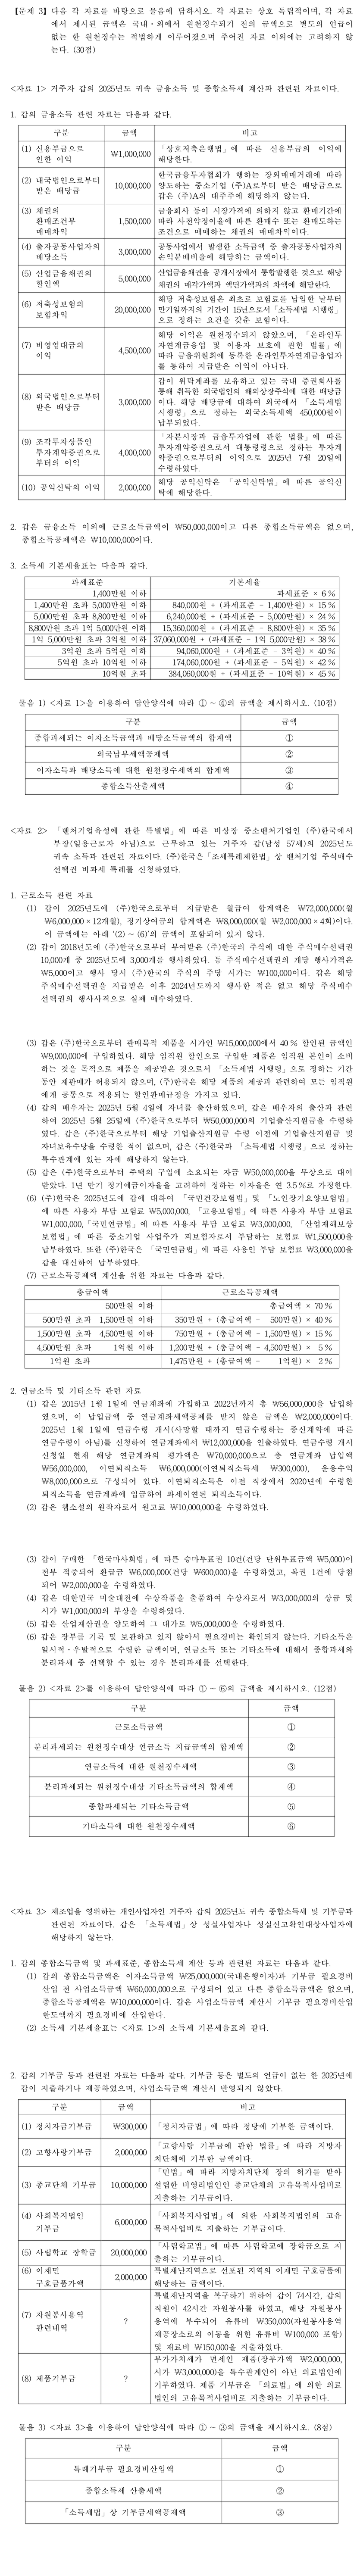 【문제 3】다음 각 자료를 바탕으로 물음에 답하시오. 각 자료는 상호 독립적이며, 각 자료
에서 제시된 금액은 국내・외에서 원천징수되기 전의 금액으로 별도의 언급이
없는 한 원천징수는 적법하게 이루어졌으며 주어진 자료 이외에는 고려하지 않
는다. (30점)
<자료 1> 거주자 갑의 2025년도 귀속 금융소득 및 종합소득세 계산과 관련된 자료이다.
1. 갑의 금융소득 관련 자료는 다음과 같다.
구분 금액 비고
(1) 신용부금으로 인한 이익 ₩1,000,000 「상호저축은행법」에 따른 신용부금의 이익에 해당한다.
(2) 내국법인으로부터 받은 배당금 10,000,000 한국금융투자협회가 행하는 장외매매거래에 따라 양도하는 중소기업 (주)A로부터 받은 배당금으로 갑은 (주)A의 대주주에 해당하지 않는다.
(3) 채권의 환매조건부 매매차익 1,500,000 금융회사 등이 시장가격에 의하지 않고 환매기간에 따라 사전약정이율에 따른 환매수 또는 환매도하는 조건으로 매매하는 채권의 매매차익이다.
(4) 출자공동사업자의 배당소득 3,000,000 공동사업에서 발생한 소득금액 중 출자공동사업자의 손익분배비율에 해당하는 금액이다.
(5) 산업금융채권의 할인액 5,000,000 산업금융채권을 공개시장에서 통합발행한 것으로 해당 채권의 매각가액과 액면가액과의 차액에 해당한다.
(6) 저축성보험의 보험차익 20,000,000 해당 저축성보험은 최초로 보험료를 납입한 날부터 만기일까지의 기간이 15년으로서「소득세법 시행령」으로 정하는 요건을 갖춘 보험이다.
(7) 비영업대금의 이익 4,500,000 해당 이익은 원천징수되지 않았으며, 「온라인투자연계금융업 및 이용자 보호에 관한 법률」에 따라 금융위원회에 등록한 온라인투자연계금융업자를 통하여 지급받은 이익이 아니다.
(8) 외국법인으로부터 받은 배당금 3,000,000 갑이 위탁계좌를 보유하고 있는 국내 증권회사를 통해 취득한 외국법인의 해외상장주식에 대한 배당금이다. 해당 배당금에 대하여 외국에서 「소득세법 시행령」으로 정하는 외국소득세액 450,000원이 납부되었다.
(9) 조각투자상품인 투자계약증권으로부터의 이익 4,000,000 「자본시장과 금융투자업에 관한 법률」에 따른 투자계약증권으로서 대통령령으로 정하는 투자계약증권으로부터의 이익으로 2025년 7월 20일에 수령하였다.
(10) 공익신탁의 이익 2,000,000 해당 공익신탁은 「공익신탁법」에 따른 공익신탁에 해당한다.
2. 갑은 금융소득 이외에 근로소득금액이 ₩50,000,000이고 다른 종합소득금액은 없으며,
종합소득공제액은 ₩10,000,000이다.
3. 소득세 기본세율표는 다음과 같다.
과세표준 기본세율
1,400만원 이하 과세표준 × 6 %
1,400만원 초과 5,000만원 이하 840,000원 + (과세표준 - 1,400만원) × 15 %
5,000만원 초과 8,800만원 이하 6,240,000원 + (과세표준 - 5,000만원) × 24 %
8,800만원 초과 1억 5,000만원 이하 15,360,000원 + (과세표준 - 8,800만원) × 35 %
1억 5,000만원 초과 3억원 이하 37,060,000원 + (과세표준 - 1억 5,000만원) × 38 %
3억원 초과 5억원 이하 94,060,000원 + (과세표준 - 3억원) × 40 %
5억원 초과 10억원 이하 174,060,000원 + (과세표준 - 5억원) × 42 %
10억원 초과 384,060,000원 + (과세표준 - 10억원) × 45 %
물음 1) <자료 1>을 이용하여 답안양식에 따라 ① ~ ④의 금액을 제시하시오. (10점)
구분 금액
종합과세되는 이자소득금액과 배당소득금액의 합계액 ①
외국납부세액공제액 ②
이자소득과 배당소득에 대한 원천징수세액의 합계액 ③
종합소득산출세액 ④
<자료 2> 「벤처기업육성에 관한 특별법」에 따른 비상장 중소벤처기업인 (주)한국에서
부장(일용근로자 아님)으로 근무하고 있는 거주자 갑(남성 57세)의 2025년도
귀속 소득과 관련된 자료이다. (주)한국은「조세특례제한법」상 벤처기업 주식매수
선택권 비과세 특례를 신청하였다.
1. 근로소득 관련 자료
(1) 갑이 2025년도에 (주)한국으로부터 지급받은 월급여 합계액은 ₩72,000,000(월
₩6,000,000×12개월), 정기상여금의 합계액은 ₩8,000,000(월 ₩2,000,000×4회)이다.
이 금액에는 아래 '(2) ~ (6)'의 금액이 포함되어 있지 않다.
(2) 갑이 2018년도에 (주)한국으로부터 부여받은 (주)한국의 주식에 대한 주식매수선택권
10,000개 중 2025년도에 3,000개를 행사하였다. 동 주식매수선택권의 개당 행사가격은
₩5,000이고 행사 당시 (주)한국의 주식의 주당 시가는 ₩100,000이다. 갑은 해당
주식매수선택권을 지급받은 이후 2024년도까지 행사한 적은 없고 해당 주식매수
선택권의 행사사격으로 실제 매수하였다.
(3) 갑은 (주)한국으로부터 판매목적 제품을 시가인 ₩15,000,000에서 40 % 할인된 금액인
₩9,000,000에 구입하였다. 해당 임직원 할인으로 구입한 제품은 임직원 본인이 소비
하는 것을 목적으로 제품을 제공받은 것으로서「소득세법 시행령」으로 정하는 기간
동안 재판매가 허용되지 않으며, (주)한국은 해당 제품의 제공과 관련하여 모든 임직원
에게 공통으로 적용되는 할인판매규정을 가지고 있다.
(4) 갑의 배우자는 2025년 5월 4일에 자녀를 출산하였으며, 갑은 배우자의 출산과 관련
하여 2025년 5월 25일에 (주)한국으로부터 ₩50,000,000의 기업출산지원금을 수령하
였다. 갑은 (주)한국으로부터 해당 기업출산지원금 수령 이전에 기업출산지원금 및
자녀보육수당을 수령한 적이 없으며, 갑은 (주)한국과 「소득세법 시행령」으로 정하는
특수관계에 있는 자에 해당하지 않는다.
(5) 갑은 (주)한국으로부터 주택의 구입에 소요되는 자금 ₩50,000,000을 무상으로 대여
받았다. 1년 만기 정기예금이자율을 고려하여 정하는 이자율은 연 3.5%로 가정한다.
(6) (주)한국은 2025년도에 갑에 대하여 「국민건강보험법」및 「노인장기요양보험법」
에 따른 사용자 부담 보험료 ₩5,000,000, 「고용보험법」에 따른 사용자 부담 보험료
₩1,000,000,「국민연금법」에 따른 사용자 부담 보험료 ₩3,000,000, 「산업재해보상
보험법」에 따른 중소기업 사업주가 피보험자로서 부담하는 보험료 ₩1,500,000을
납부하였다. 또한 (주)한국은 「국민연금법」에 따른 사용인 부담 보험료 ₩3,000,000을
갑을 대신하여 납부하였다.
(7) 근로소득공제액 계산을 위한 자료는 다음과 같다.
총급여액 근로소득공제액
500만원 이하 총급여액 × 70 %
500만원 초과 1,500만원 이하 350만원 + (총급여액 - 500만원) × 40 %
1,500만원 초과 4,500만원 이하 750만원 + (총급여액 - 1,500만원) × 15 %
4,500만원 초과 1억원 이하 1,200만원 + (총급여액 - 4,500만원) × 5 %
1억원 초과 1,475만원 + (총급여액 - 1억원) × 2 %
2. 연금소득 및 기타소득 관련 자료
(1) 갑은 2015년 1월 1일에 연금계좌에 가입하고 2022년까지 총 ₩56,000,000을 납입하
였으며, 이 납입금액 중 연금계좌세액공제를 받지 않은 금액은 ₩2,000,000이다.
2025년 1월 1일에 연금수령 개시(사망할 때까지 연금수령하는 종신계약에 따른
연금수령이 아님)를 신청하여 연금계좌에서 ₩12,000,000을 인출하였다. 연금수령 개시
신청일 현재 해당 연금계좌의 평가액은 ₩70,000,000으로 총 연금계좌 납입액
₩56,000,000, 이연퇴직소득 ₩6,000,000(이연퇴직소득세 ₩300,000), 운용수익
₩8,000,000으로 구성되어 있다. 이연퇴직소득은 이전 직장에서 2020년에 수령한
퇴직소득을 연금계좌에 입금하여 과세이연된 퇴직소득이다.
(2) 갑은 웹소설의 원작자로서 원고료 ₩10,000,000을 수령하였다.
(3) 갑이 구매한 「한국마사회법」에 따른 승마투표권 10건(건당 단위투표금액 ₩5,000)이
전부 적중되어 환급금 ₩6,000,000(건당 ₩600,000)을 수령하였고, 복권 1건에 당첨
되어 ₩2,000,000을 수령하였다.
(4) 갑은 대한민국 미술대전에 수상작품을 출품하여 수상자로서 ₩3,000,000의 상금 및
시가 ₩1,000,000의 부상을 수령하였다.
(5) 갑은 산업재산권을 양도하여 그 대가로 ₩5,000,000을 수령하였다.
(6) 갑은 장부를 기록 및 보관하고 있지 않아서 필요경비는 확인되지 않는다. 기타소득은
일시적・우발적으로 수령한 금액이며, 연금소득 또는 기타소득에 대해서 종합과세와
분리과세 중 선택할 수 있는 경우 분리과세를 선택한다.
물음 2) <자료 2>를 이용하여 답안양식에 따라 ① ~ ⑥의 금액을 제시하시오. (12점)
구분 금액
근로소득금액 ①
분리과세되는 원천징수대상 연금소득 지급금액의 합계액 ②
연금소득에 대한 원천징수세액 ③
분리과세되는 원천징수대상 기타소득금액의 합계액 ④
종합과세되는 기타소득금액 ⑤
기타소득에 대한 원천징수세액 ⑥
<자료 3> 제조업을 영위하는 개인사업자인 거주자 갑의 2025년도 귀속 종합소득세 및 기부금과
관련된 자료이다. 갑은 「소득세법」상 성실사업자나 성실신고확인대상사업자에
해당하지 않는다.
1. 갑의 종합소득금액 및 과세표준, 종합소득세 계산 등과 관련된 자료는 다음과 같다.
(1) 갑의 종합소득금액은 이자소득금액 ₩25,000,000(국내은행이자)과 기부금 필요경비
산입 전 사업소득금액 ₩60,000,000으로 구성되어 있고 다른 종합소득금액은 없으며,
종합소득공제액은 ₩10,000,000이다. 갑은 사업소득금액 계산시 기부금 필요경비산입
한도액까지 필요경비에 산입한다.
(2) 소득세 기본세율표는 <자료 1>의 소득세 기본세율표와 같다.
2. 갑의 기부금 등과 관련된 자료는 다음과 같다. 기부금 등은 별도의 언급이 없는 한 2025년에
갑이 지출하거나 제공하였으며, 사업소득금액 계산시 반영되지 않았다.
구분 금액 비고
(1) 정치자금기부금 ₩300,000 「정치자금법」에 따라 정당에 기부한 금액이다.
(2) 고향사랑기부금 2,000,000 「고향사랑 기부금에 관한 법률」에 따라 지방자치단체에 기부한 금액이다.
(3) 종교단체 기부금 10,000,000 「민법」에 따라 지방자치단체 장의 허가를 받아 설립한 비영리법인인 종교단체의 고유목적사업비로 지출하는 기부금이다.
(4) 사회복지법인 기부금 6,000,000 「사회복지사업법」에 의한 사회복지법인의 고유목적사업비로 지출하는 기부금이다.
(5) 사립학교 장학금 20,000,000 「사립학교법」에 따른 사립학교에 장학금으로 지출하는 기부금이다.
(6) 이재민 구호금품가액 2,000,000 특별재난지역으로 선포된 지역의 이재민 구호금품에 해당하는 금액이다.
(7) 자원봉사용역 관련내역 ? 특별재난지역을 복구하기 위하여 갑이 74시간, 갑의 직원이 42시간 자원봉사를 하였고, 해당 자원봉사용역에 부수되어 유류비 ₩350,000(자원봉사용역 제공장소로의 이동을 위한 유류비 ₩100,000 포함) 및 재료비 ₩150,000을 지출하였다.
(8) 제품기부금 ? 부가가치세가 면세인 제품(장부가액 ₩2,000,000, 시가 ₩3,000,000)을 특수관계인이 아닌 의료법인에 기부하였다. 제품 기부금은 「의료법」에 의한 의료법인의 고유목적사업비로 지출하는 기부금이다.
물음 3) <자료 3>을 이용하여 답안양식에 따라 ① ~ ③의 금액을 제시하시오. (8점)
구분 금액
특례기부금 필요경비산입액 ①
종합소득세 산출세액 ②
「소득세법」상 기부금세액공제액 ③